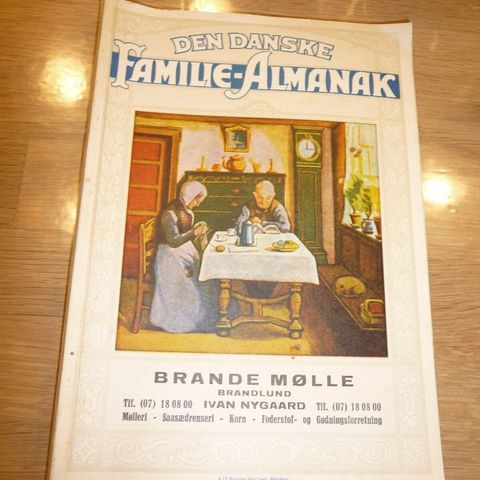 DEN DANSKE
FAMILIE-ALMANAK
BRANDE MØLLE
BRANDLUND
Tlf. (07) 18 08 00 IVAN NYGAARD Tlf. (07) 18 08 00
Mølleri - Saasædrenseri - Korn - Foderstof- og Gødningsforretning